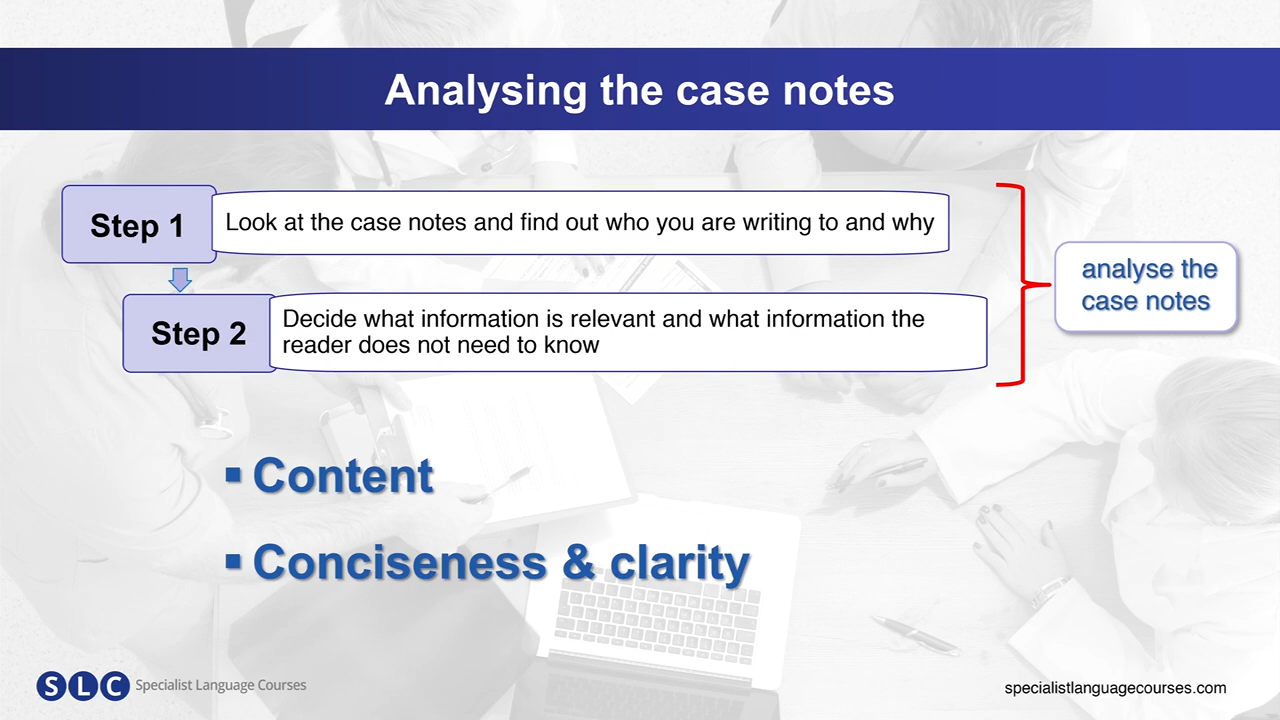 Analysing the case notes
Step 1
Look at the case notes and find out who you are writing to and why
Step 2
Decide what information is relevant and what information the
reader does not need to know
analyse the
case notes
▪ Content
▪ Conciseness & clarity
SLC Specialist Language Courses
specialistlanguagecourses.com